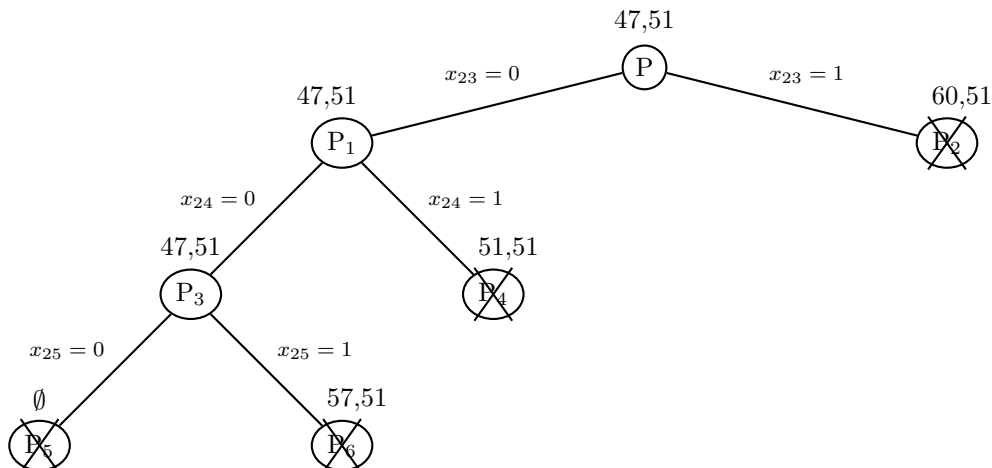 47,51
P
x₂₃ = 0
x₂₃ = 1
47,51
60,51
P₁
P₂
x₂₄ = 0
x₂₄ = 1
47,51
51,51
P₃
P₄
x₂₅ = 0
x₂₅ = 1
∅
57,51
P₅
P₆